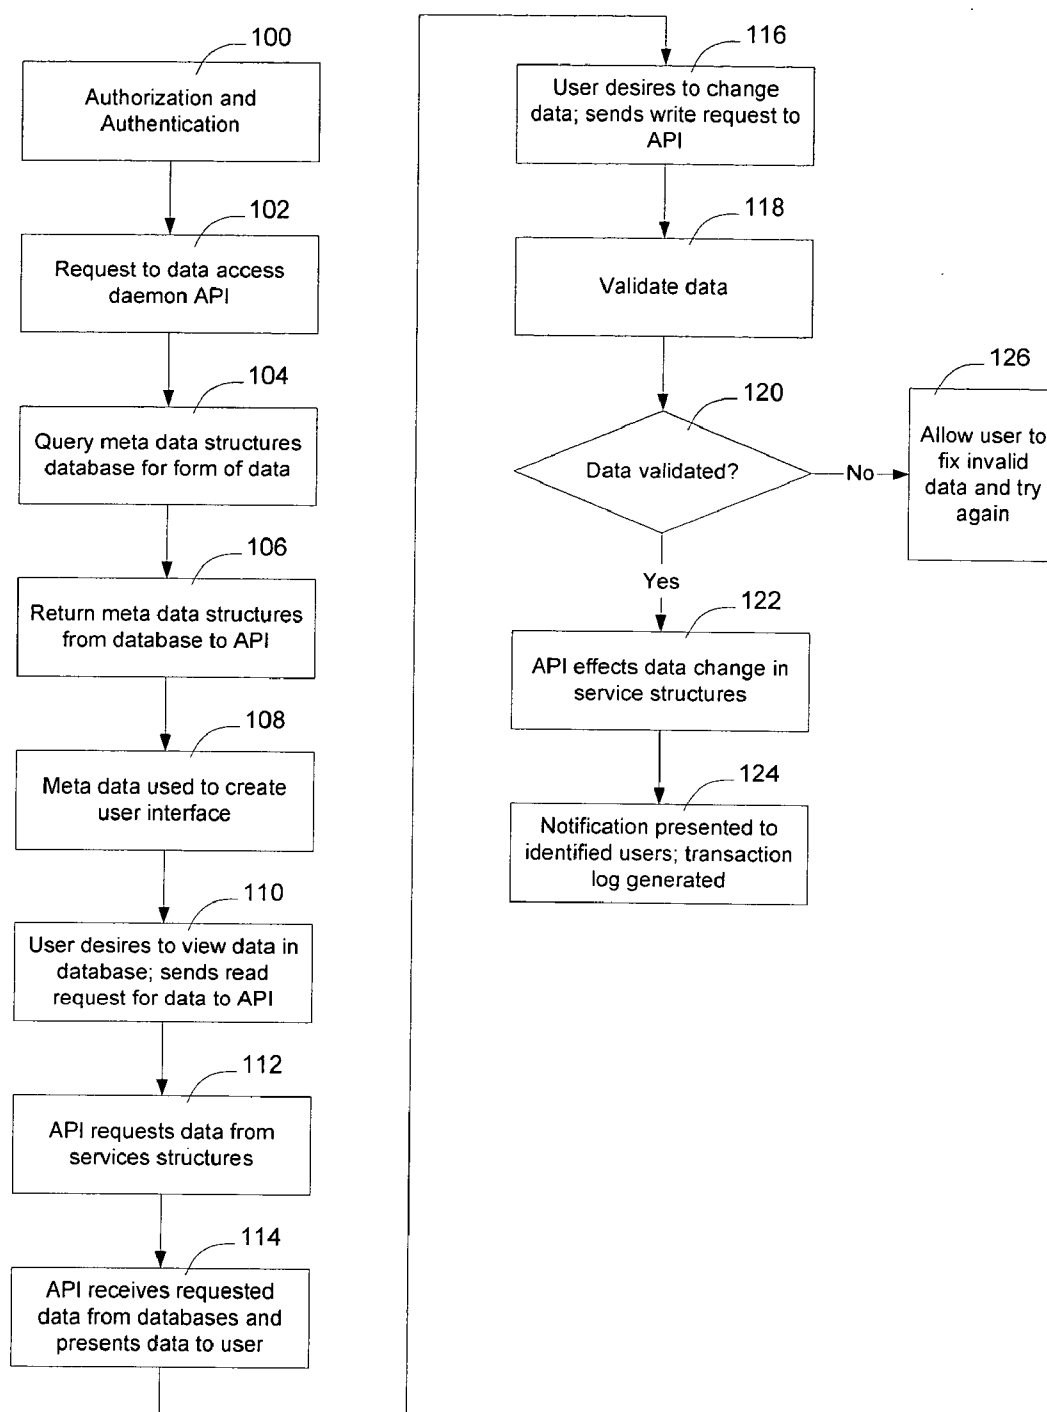 100
Authorization and
Authentication
102
Request to data access
daemon API
104
Query meta data structures
database for form of data
106
Return meta data structures
from database to API
108
Meta data used to create
user interface
110
User desires to view data in
database; sends read
request for data to API
112
API requests data from
services structures
114
API receives requested
data from databases and
presents data to user
116
User desires to change
data; sends write request to
API
118
Validate data
120
Data validated?
No
126
Allow user to
fix invalid
data and try
again
Yes
122
API effects data change in
service structures
124
Notification presented to
identified users; transaction
log generated